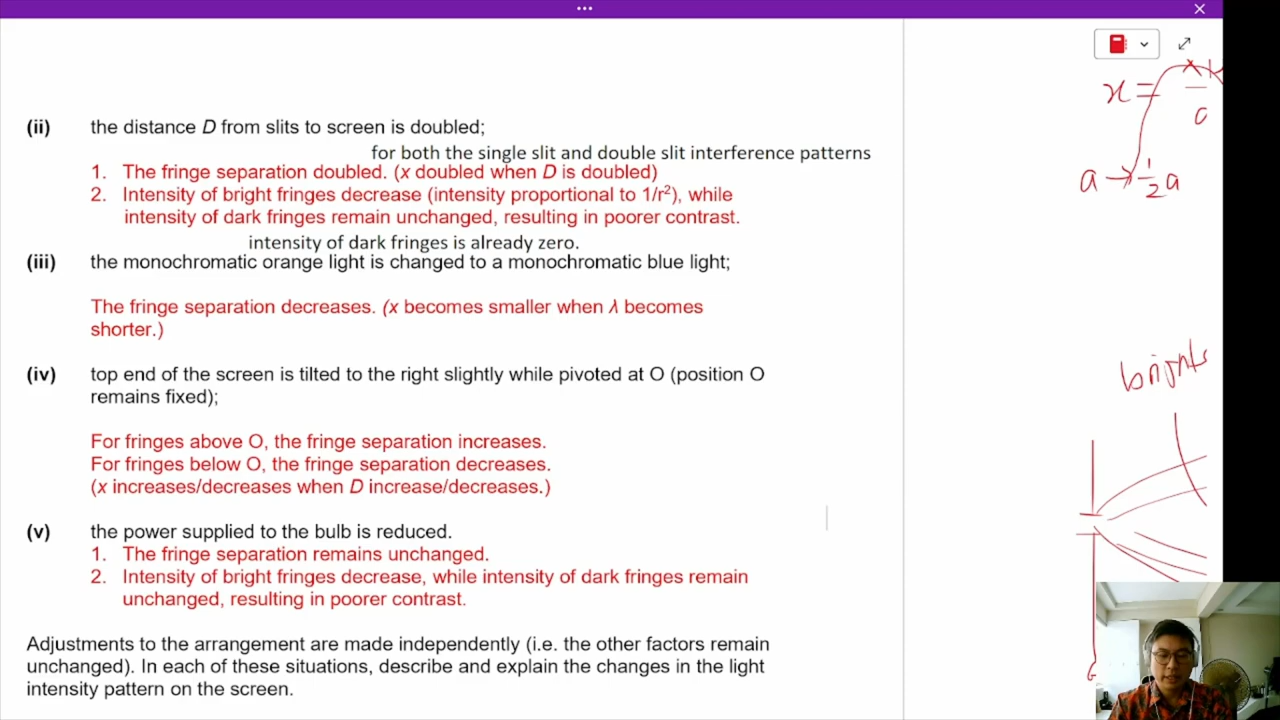 (ii) the distance D from slits to screen is doubled;
for both the single slit and double slit interference patterns
1. The fringe separation doubled. (x doubled when D is doubled)
2. Intensity of bright fringes decrease (intensity proportional to 1/r²), while
intensity of dark fringes remain unchanged, resulting in poorer contrast.
intensity of dark fringes is already zero.
(iii) the monochromatic orange light is changed to a monochromatic blue light;
The fringe separation decreases. (x becomes smaller when λ becomes
shorter.)
(iv) top end of the screen is tilted to the right slightly while pivoted at O (position O
remains fixed);
For fringes above O, the fringe separation increases.
For fringes below O, the fringe separation decreases.
(x increases/decreases when D increase/decreases.)
(v) the power supplied to the bulb is reduced.
1. The fringe separation remains unchanged.
2. Intensity of bright fringes decrease, while intensity of dark fringes remain
unchanged, resulting in poorer contrast.
Adjustments to the arrangement are made independently (i.e. the other factors remain
unchanged). In each of these situations, describe and explain the changes in the light
intensity pattern on the screen.
x =
a → 1/2 a